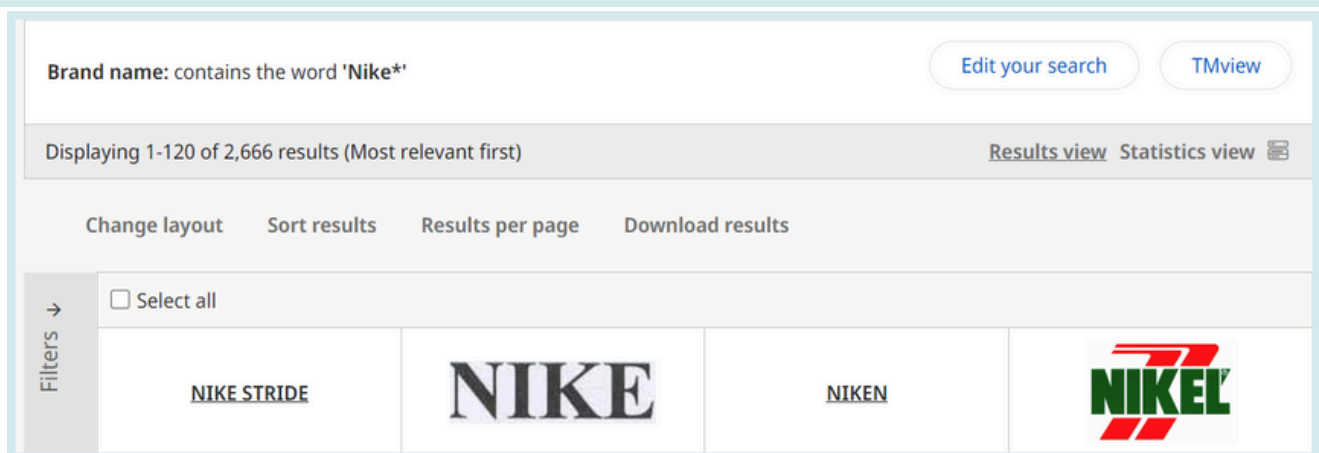 Brand name: contains the word 'Nike*'
Edit your search
TMview
Displaying 1-120 of 2,666 results (Most relevant first)
Results view Statistics view
Change layout Sort results Results per page Download results
Filters
Select all
NIKE STRIDE
NIKE
NIKEN
NIKEL